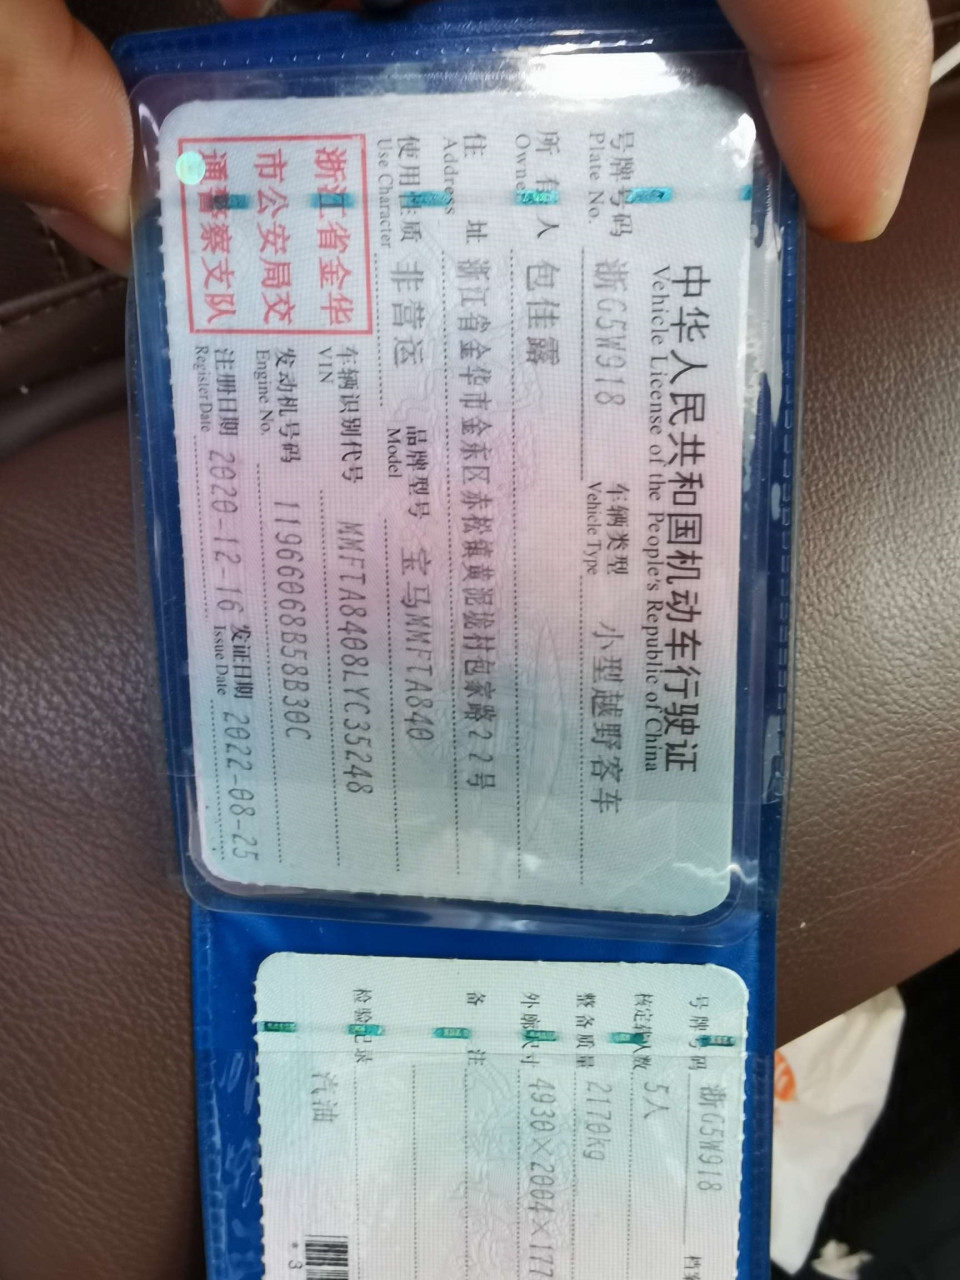 中华人民共和国机动车行驶证
Vehicle License of the People's Republic of China
号牌号码 浙G5W918 车辆类型 小型越野客车
Plate No. Vehicle Type
所有人 包佳露
Owner
住址 浙江省金华市金东区赤松镇黄泥垅村包家路22号
Address
使用性质 非营运 品牌型号 宝马MMFTA840
Use Character Model
浙江省金华
市公安局交
通警察支队
车辆识别代号 MMFTA8408LYC35248
VIN
发动机号码 11966068B58B30C
Engine No.
注册日期 2020-12-16 发证日期 2022-08-25
Register Date Issue Date
号牌号码 浙G5W918 档案
核定载人数 5人
整备质量 2170kg
外廓尺寸 4930×2004×177
备注
检验记录
汽油
*3